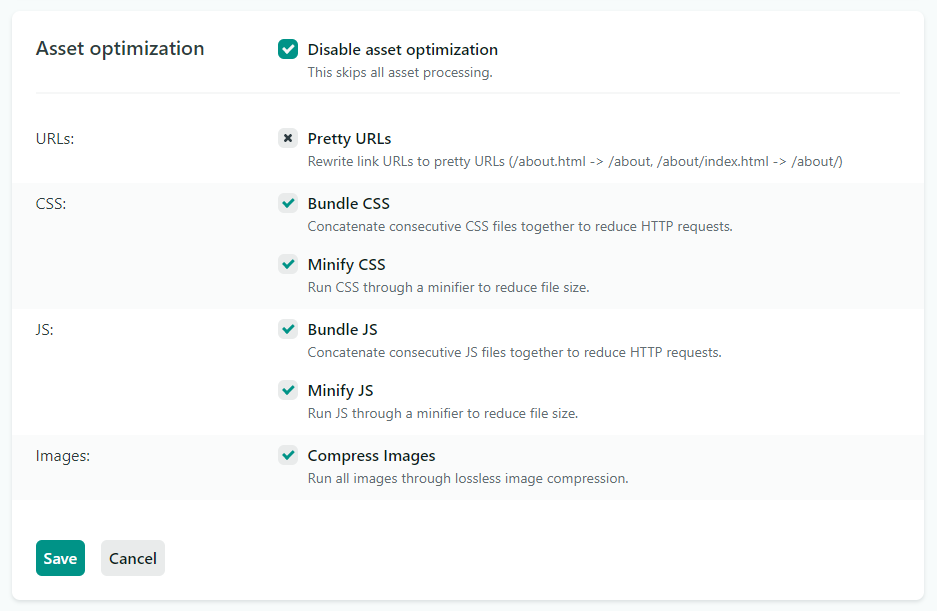 Asset optimization
Disable asset optimization
This skips all asset processing.
URLs:
Pretty URLs
Rewrite link URLs to pretty URLs (/about.html -> /about, /about/index.html -> /about/)
CSS:
Bundle CSS
Concatenate consecutive CSS files together to reduce HTTP requests.
Minify CSS
Run CSS through a minifier to reduce file size.
JS:
Bundle JS
Concatenate consecutive JS files together to reduce HTTP requests.
Minify JS
Run JS through a minifier to reduce file size.
Images:
Compress Images
Run all images through lossless image compression.
Save Cancel